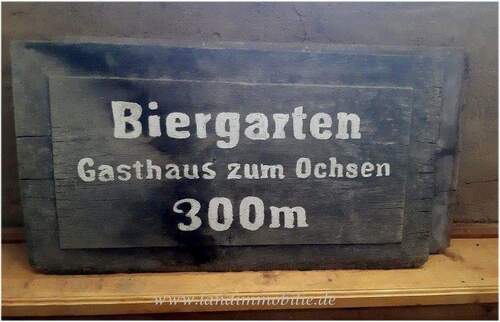 Biergarten
Gasthaus zum Ochsen
300m
www.landimmobilie.de